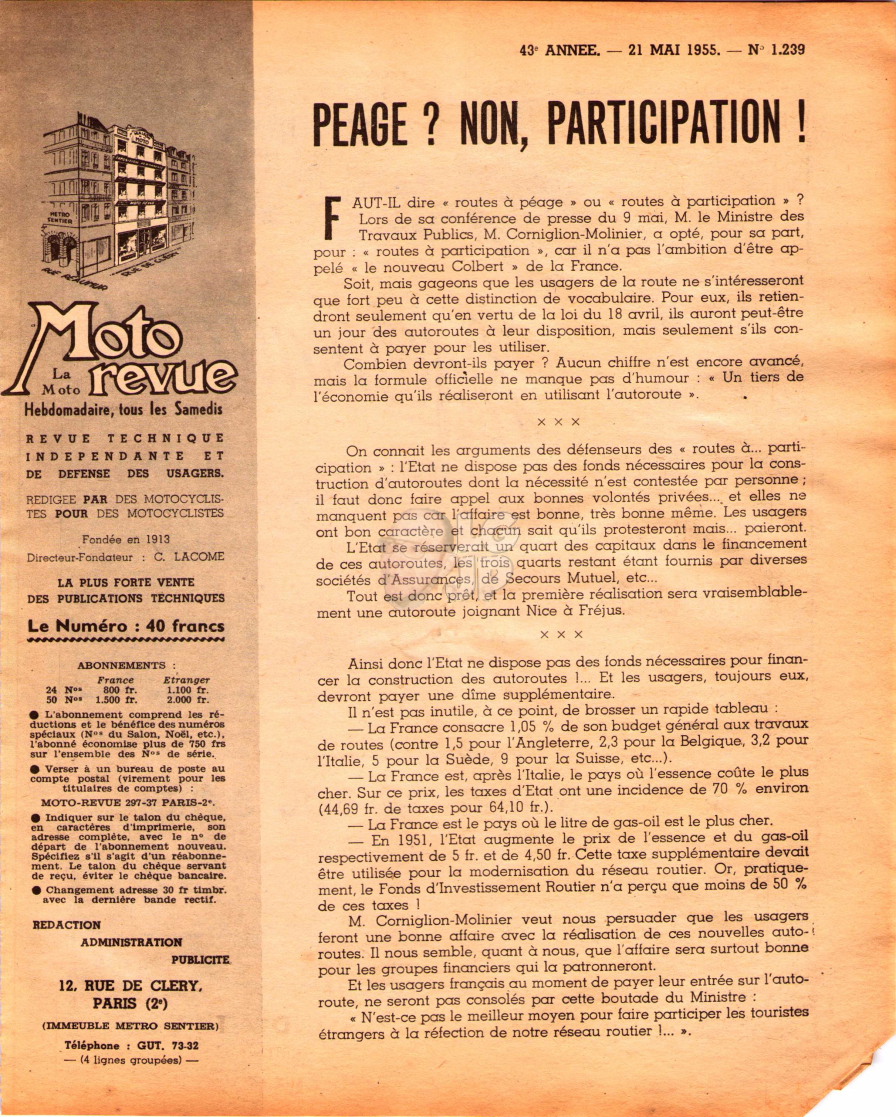 43e ANNEE. — 21 MAI 1955. — N° 1.239
PEAGE ? NON, PARTICIPATION !
FAUT-IL dire « routes à péage » ou « routes à participation » ?
Lors de sa conférence de presse du 9 mai, M. le Ministre des
Travaux Publics, M. Corniglion-Molinier, a opté, pour sa part,
pour : « routes à participation », car il n'a pas l'ambition d'être ap-
pelé « le nouveau Colbert » de la France.
Soit, mais gageons que les usagers de la route ne s'intéresseront
que fort peu à cette distinction de vocabulaire. Pour eux, ils retien-
dront seulement qu'en vertu de la loi du 18 avril, ils auront peut-être
un jour des autoroutes à leur disposition, mais seulement s'ils con-
sentent à payer pour les utiliser.
Combien devront-ils payer ? Aucun chiffre n'est encore avancé,
mais la formule officielle ne manque pas d'humour : « Un tiers de
l'économie qu'ils réaliseront en utilisant l'autoroute ».
× × ×
On connait les arguments des défenseurs des « routes à... parti-
cipation » : l'Etat ne dispose pas des fonds nécessaires pour la cons-
truction d'autoroutes dont la nécessité n'est contestée par personne ;
il faut donc faire appel aux bonnes volontés privées... et elles ne
manquent pas car l'affaire est bonne, très bonne même. Les usagers
ont bon caractère et chacun sait qu'ils protesteront mais... paieront.
L'Etat se réserverait un quart des capitaux dans le financement
de ces autoroutes, les trois quarts restant étant fournis par diverses
sociétés d'Assurances, de Secours Mutuel, etc...
Tout est donc prêt, et la première réalisation sera vraisemblable-
ment une autoroute joignant Nice à Fréjus.
× × ×
Ainsi donc l'Etat ne dispose pas des fonds nécessaires pour finan-
cer la construction des autoroutes !... Et les usagers, toujours eux,
devront payer une dîme supplémentaire.
Il n'est pas inutile, à ce point, de brosser un rapide tableau :
— La France consacre 1,05 % de son budget général aux travaux
de routes (contre 1,5 pour l'Angleterre, 2,3 pour la Belgique, 3,2 pour
l'Italie, 5 pour la Suède, 9 pour la Suisse, etc...).
— La France est, après l'Italie, le pays où l'essence coûte le plus
cher. Sur ce prix, les taxes d'Etat ont une incidence de 70 % environ
(44,69 fr. de taxes pour 64,10 fr.).
— La France est le pays où le litre de gas-oil est le plus cher.
— En 1951, l'Etat augmente le prix de l'essence et du gas-oil
respectivement de 5 fr. et de 4,50 fr. Cette taxe supplémentaire devait
être utilisée pour la modernisation du réseau routier. Or, pratique-
ment, le Fonds d'Investissement Routier n'a perçu que moins de 50 %
de ces taxes !
M. Corniglion-Molinier veut nous persuader que les usagers
feront une bonne affaire avec la réalisation de ces nouvelles auto-
routes. Il nous semble, quant à nous, que l'affaire sera surtout bonne
pour les groupes financiers qui la patronneront.
Et les usagers français au moment de payer leur entrée sur l'auto-
route, ne seront pas consolés par cette boutade du Ministre :
« N'est-ce pas le meilleur moyen pour faire participer les touristes
étrangers à la réfection de notre réseau routier !... ».
METRO
SENTIER
RUE REAUMUR
RUE DE CLERY
Moto
La
Moto revue
Hebdomadaire, tous les Samedis
REVUE TECHNIQUE
INDEPENDANTE ET
DE DEFENSE DES USAGERS.
REDIGEE PAR DES MOTOCYCLIS-
TES POUR DES MOTOCYCLISTES
Fondée en 1913
Directeur-Fondateur : C. LACOME
LA PLUS FORTE VENTE
DES PUBLICATIONS TECHNIQUES
Le Numéro : 40 francs
ABONNEMENTS :
France Etranger
24 Nos 800 fr. 1.100 fr.
50 Nos 1.500 fr. 2.000 fr.
● L'abonnement comprend les ré-
ductions et le bénéfice des numéros
spéciaux (Nos du Salon, Noël, etc.),
l'abonné économise plus de 750 frs
sur l'ensemble des Nos de série.
● Verser à un bureau de poste au
compte postal (virement pour les
titulaires de comptes) :
MOTO-REVUE 297-37 PARIS-2e.
● Indiquer sur le talon du chèque,
en caractères d'imprimerie, son
adresse complète, avec le no de
départ de l'abonnement nouveau.
Spécifiez s'il s'agit d'un réabonne-
ment. Le talon du chèque servant
de reçu, éviter le chèque bancaire.
● Changement adresse 30 fr timbr.
avec la dernière bande rectif.
REDACTION
ADMINISTRATION
PUBLICITE
12, RUE DE CLERY,
PARIS (2e)
(IMMEUBLE METRO SENTIER)
Téléphone : GUT. 73-32
— (4 lignes groupées) —